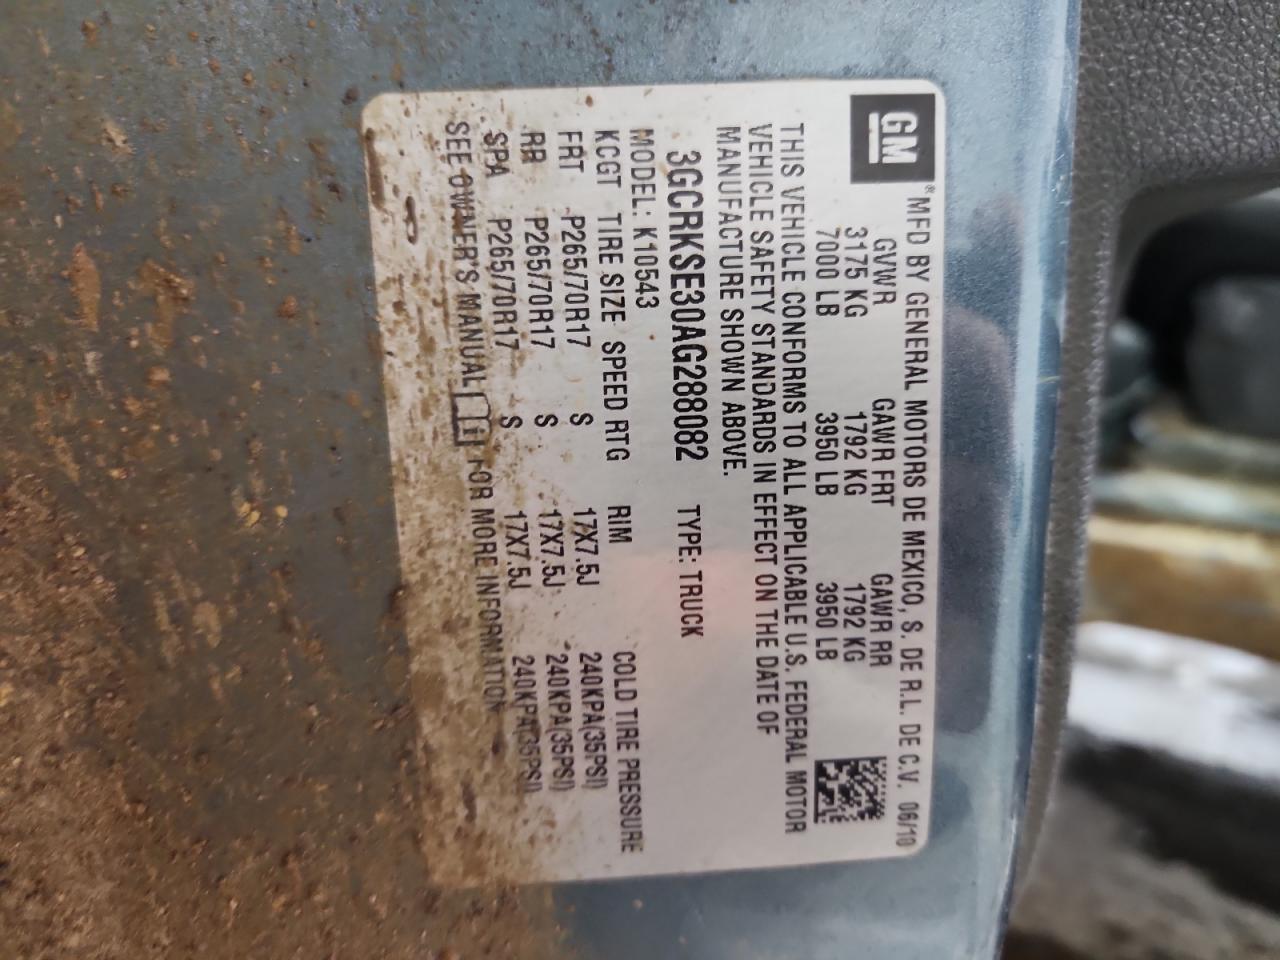 GM
® MFD BY GENERAL MOTORS DE MEXICO, S. DE R.L. DE C.V. 06/10
GVWR GAWR FRT GAWR RR
3175 KG 1792 KG 1792 KG
7000 LB 3950 LB 3950 LB
THIS VEHICLE CONFORMS TO ALL APPLICABLE U.S. FEDERAL MOTOR
VEHICLE SAFETY STANDARDS IN EFFECT ON THE DATE OF
MANUFACTURE SHOWN ABOVE.
3GCRKSE30AG288082 TYPE: TRUCK
MODEL: K10543
KCGT TIRE SIZE SPEED RTG RIM COLD TIRE PRESSURE
FRT P265/70R17 S 17X7.5J 240KPA(35PSI)
RR P265/70R17 S 17X7.5J 240KPA(35PSI)
SPA P265/70R17 S 17X7.5J 240KPA(35PSI)
SEE OWNER'S MANUAL i FOR MORE INFORMATION.